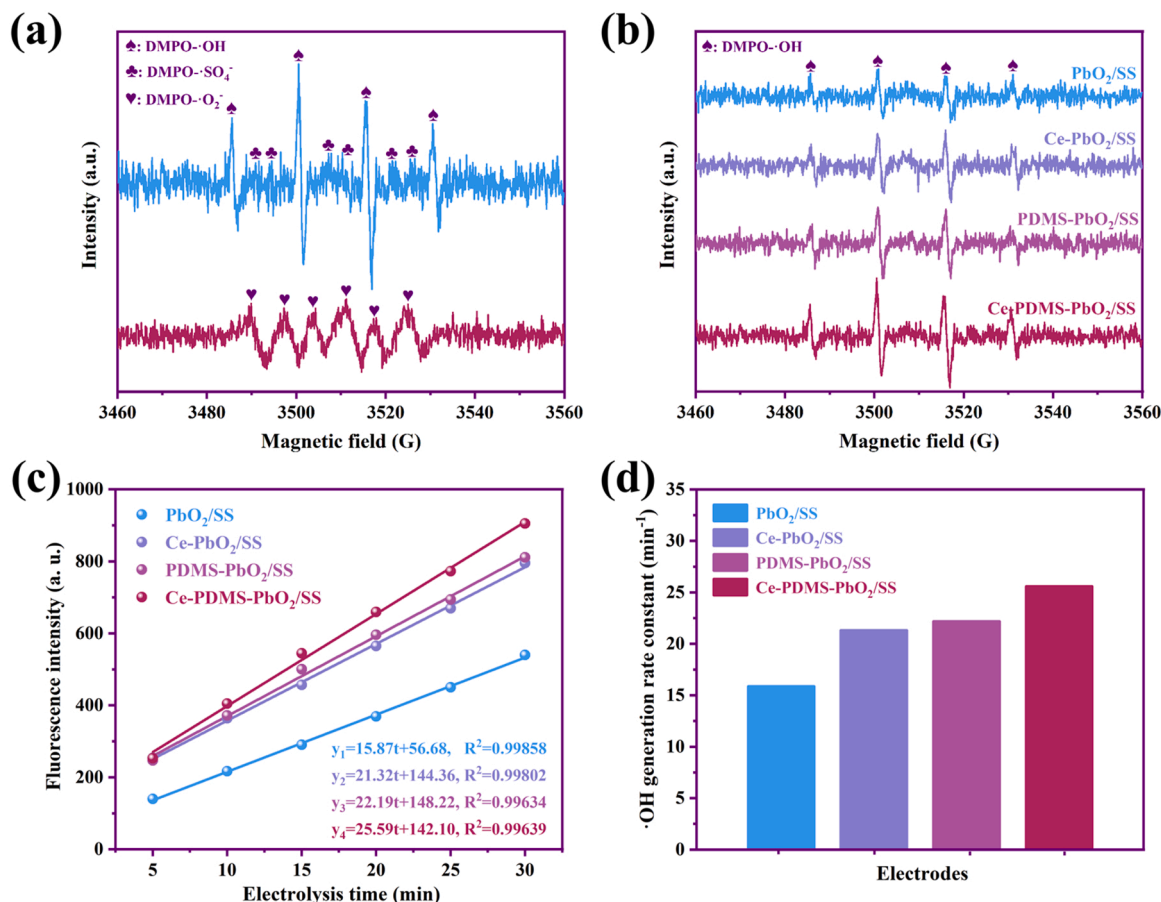 (a)
♠: DMPO-·OH
♣: DMPO-·SO₄⁻
♥: DMPO-·O₂⁻
Intensity (a.u.)
3460 3480 3500 3520 3540 3560
Magnetic field (G)
(b)
♠: DMPO-·OH
PbO₂/SS
Ce-PbO₂/SS
PDMS-PbO₂/SS
Ce-PDMS-PbO₂/SS
Intensity (a.u.)
3460 3480 3500 3520 3540 3560
Magnetic field (G)
(c)
1000
800
600
400
200
0
Fluorescence intensity (a. u.)
PbO₂/SS
Ce-PbO₂/SS
PDMS-PbO₂/SS
Ce-PDMS-PbO₂/SS
y₁=15.87t+56.68, R²=0.99858
y₂=21.32t+144.36, R²=0.99802
y₃=22.19t+148.22, R²=0.99634
y₄=25.59t+142.10, R²=0.99639
5 10 15 20 25 30
Electrolysis time (min)
(d)
35
30
25
20
15
10
5
0
·OH generation rate constant (min⁻¹)
PbO₂/SS
Ce-PbO₂/SS
PDMS-PbO₂/SS
Ce-PDMS-PbO₂/SS
Electrodes